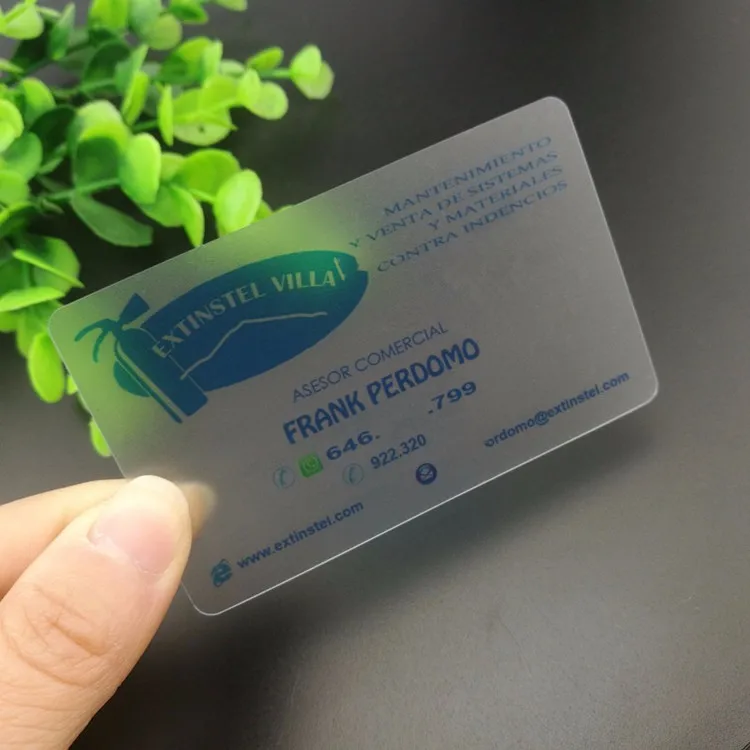 MANTENIMIENTO
Y VENTA DE SISTEMAS
Y MATERIALES
CONTRA INDENCIOS
EXTINSTEL VILLA
ASESOR COMERCIAL
FRANK PERDOMO
646. .799
922.320
ordomo@extinstel.com
www.extinstel.com